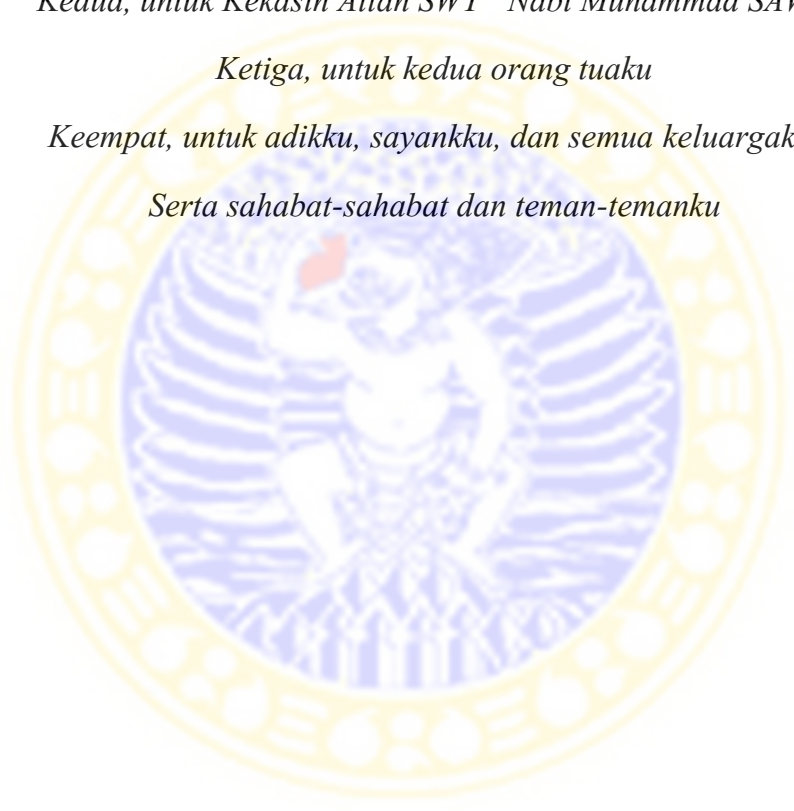 Kedua, untuk Kekasih Allah SWT Nabi Muhammad
Ketiga, untuk kedua orang tuaku
Keempat, untuk adikku, sayankku, dan semua keluargak
Serta sahabat-sahabat dan teman-temanku